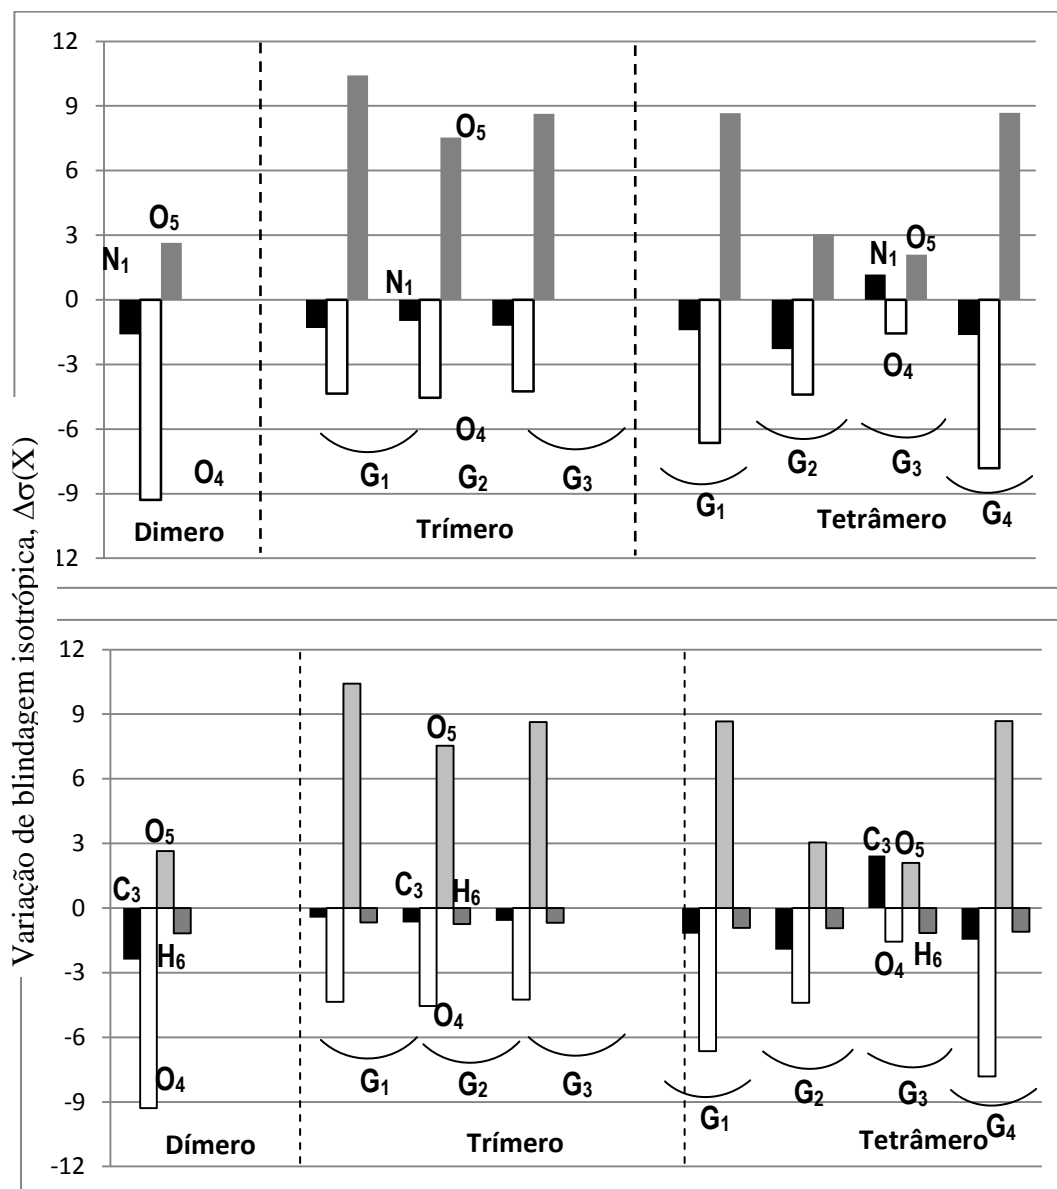 Variação de blindagem isotrópica, Δσ(X)
12
9
6
3
0
-3
-6
-9
12
N1
O5
O4
Dimero
N1
O5
O4
G1
G2
G3
Trímero
N1
O5
O4
G1
G2
G3
G4
Tetrâmero
12
9
6
3
0
-3
-6
-9
-12
C3
O5
H6
O4
Dímero
C3
O5
H6
O4
G1
G2
G3
Trímero
C3
O5
O4
H6
G1
G2
G3
G4
Tetrâmero